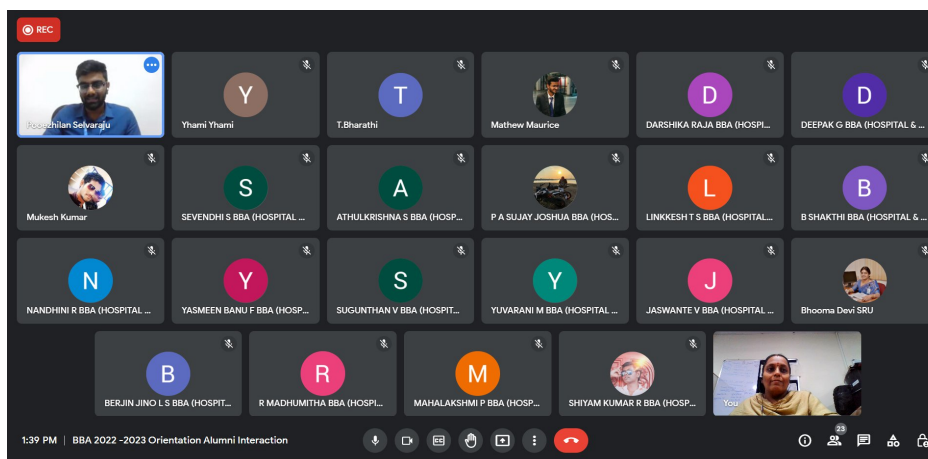 REC
Pooezhilan Selvaraju
Y
Yhami Yhami
T
T.Bharathi
Mathew Maurice
D
DARSHIKA RAJA BBA (HOSPI...
D
DEEPAK G BBA (HOSPITAL & ...
Mukesh Kumar
S
SEVENDHI S BBA (HOSPITAL ...
A
ATHULKRISHNA S BBA (HOSP...
P A SUJAY JOSHUA BBA (HOS...
L
LINKKESH T S BBA (HOSPITAL...
B
B SHAKTHI BBA (HOSPITAL & ...
N
NANDHINI R BBA (HOSPITAL ...
Y
YASMEEN BANU F BBA (HOSP...
S
SUGUNTHAN V BBA (HOSPIT...
Y
YUVARANI M BBA (HOSPITAL ...
J
JASWANTE V BBA (HOSPITAL ...
Bhooma Devi SRU
B
BERJIN JINO L S BBA (HOSPIT...
R
R MADHUMITHA BBA (HOSPI...
M
MAHALAKSHMI P BBA (HOSP...
SHIYAM KUMAR R BBA (HOSP...
You
1:39 PM | BBA 2022 -2023 Orientation Alumni Interaction
CC
23